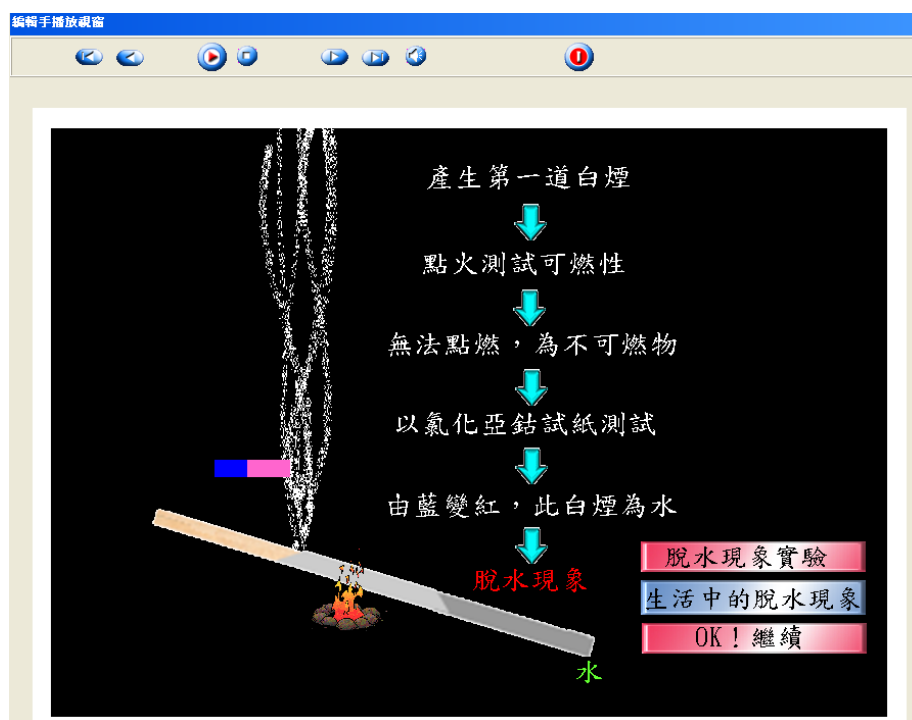 編輯手播放視窗
產生第一道白煙
點火測試可燃性
無法點燃，為不可燃物
以氯化亞鈷試紙測試
由藍變紅，此白煙為水
脫水現象
脫水現象實驗
生活中的脫水現象
OK！繼續
水